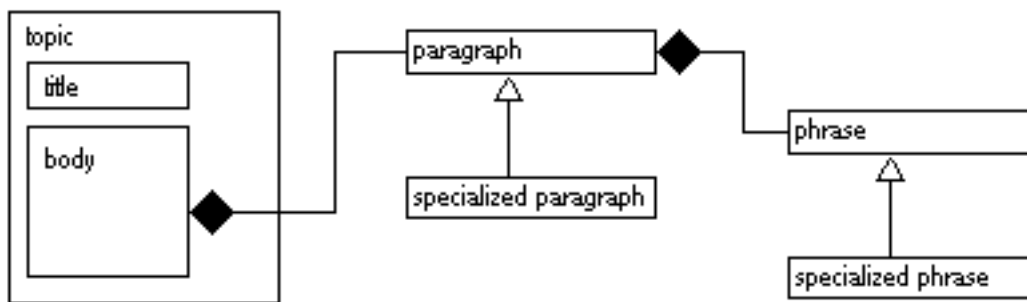 topic
title
body
paragraph
specialized paragraph
phrase
specialized phrase